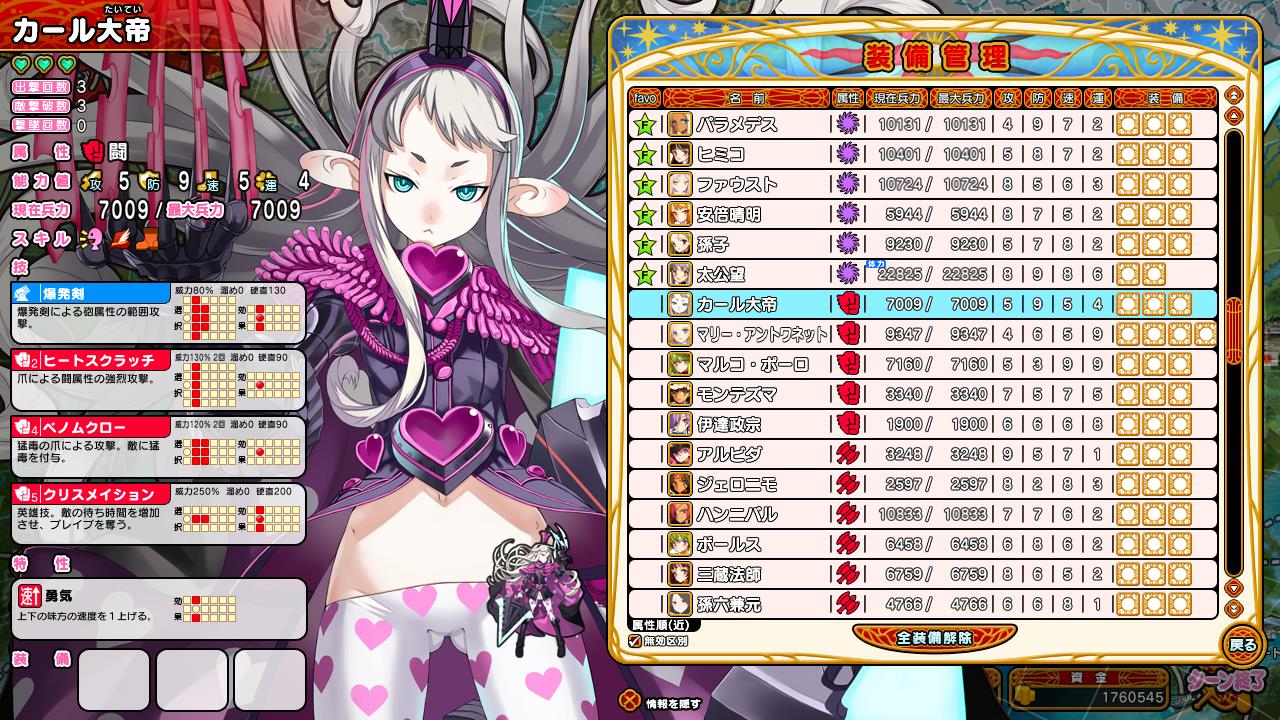 たいてい
カール大帝
出撃回数 3
敵撃破数 3
撃墜回数 0
属性 闘
能力値 攻 5 防 9 速 5 運 4
現在兵力 7009 / 最大兵力 7009
スキル
技
爆発剣 威力80% 溜め0 硬直130
爆発剣による砲属性の範囲攻
撃。
選択 効果
2 ヒートスクラッチ 威力130% 2回 溜め0 硬直90
爪による闘属性の強烈攻撃。
選択 効果
4 ベノムクロー 威力120% 2回 溜め0 硬直90
猛毒の爪による攻撃。敵に猛
毒を付与。
選択 効果
5 クリスメイション 威力250% 溜め0 硬直200
英雄技。敵の待ち時間を増加
させ、ブレイブを奪う。
選択 効果
特性
速 勇気
上下の味方の速度を1上げる。
効果
装備
装備管理
favo 名前 属性 現在兵力 最大兵力 攻 防 速 運 装備
パラメデス 10131 / 10131 4 9 7 2
ヒミコ 10401 / 10401 5 8 7 2
ファウスト 10724 / 10724 8 5 6 3
安倍晴明 5944 / 5944 8 7 5 2
孫子 9230 / 9230 5 7 8 2
太公望 体力 22825 / 22825 8 9 8 6
カール大帝 7009 / 7009 5 9 5 4
マリー・アントワネット 9347 / 9347 4 6 5 9
マルコ・ポーロ 7160 / 7160 5 3 9 9
モンテズマ 3340 / 3340 5 7 5 5
伊達政宗 1900 / 1900 6 6 6 8
アルビダ 3248 / 3248 9 5 7 1
ジェロニモ 2597 / 2597 8 2 8 3
ハンニバル 10833 / 10833 7 7 6 2
ポールス 6458 / 6458 6 8 6 2
三蔵法師 6759 / 6759 8 6 5 2
孫六兼元 4766 / 4766 6 6 8 1
属性順(近)
無効区別
全装備解除
戻る
情報を隠す
資金
1760545
ターン終了